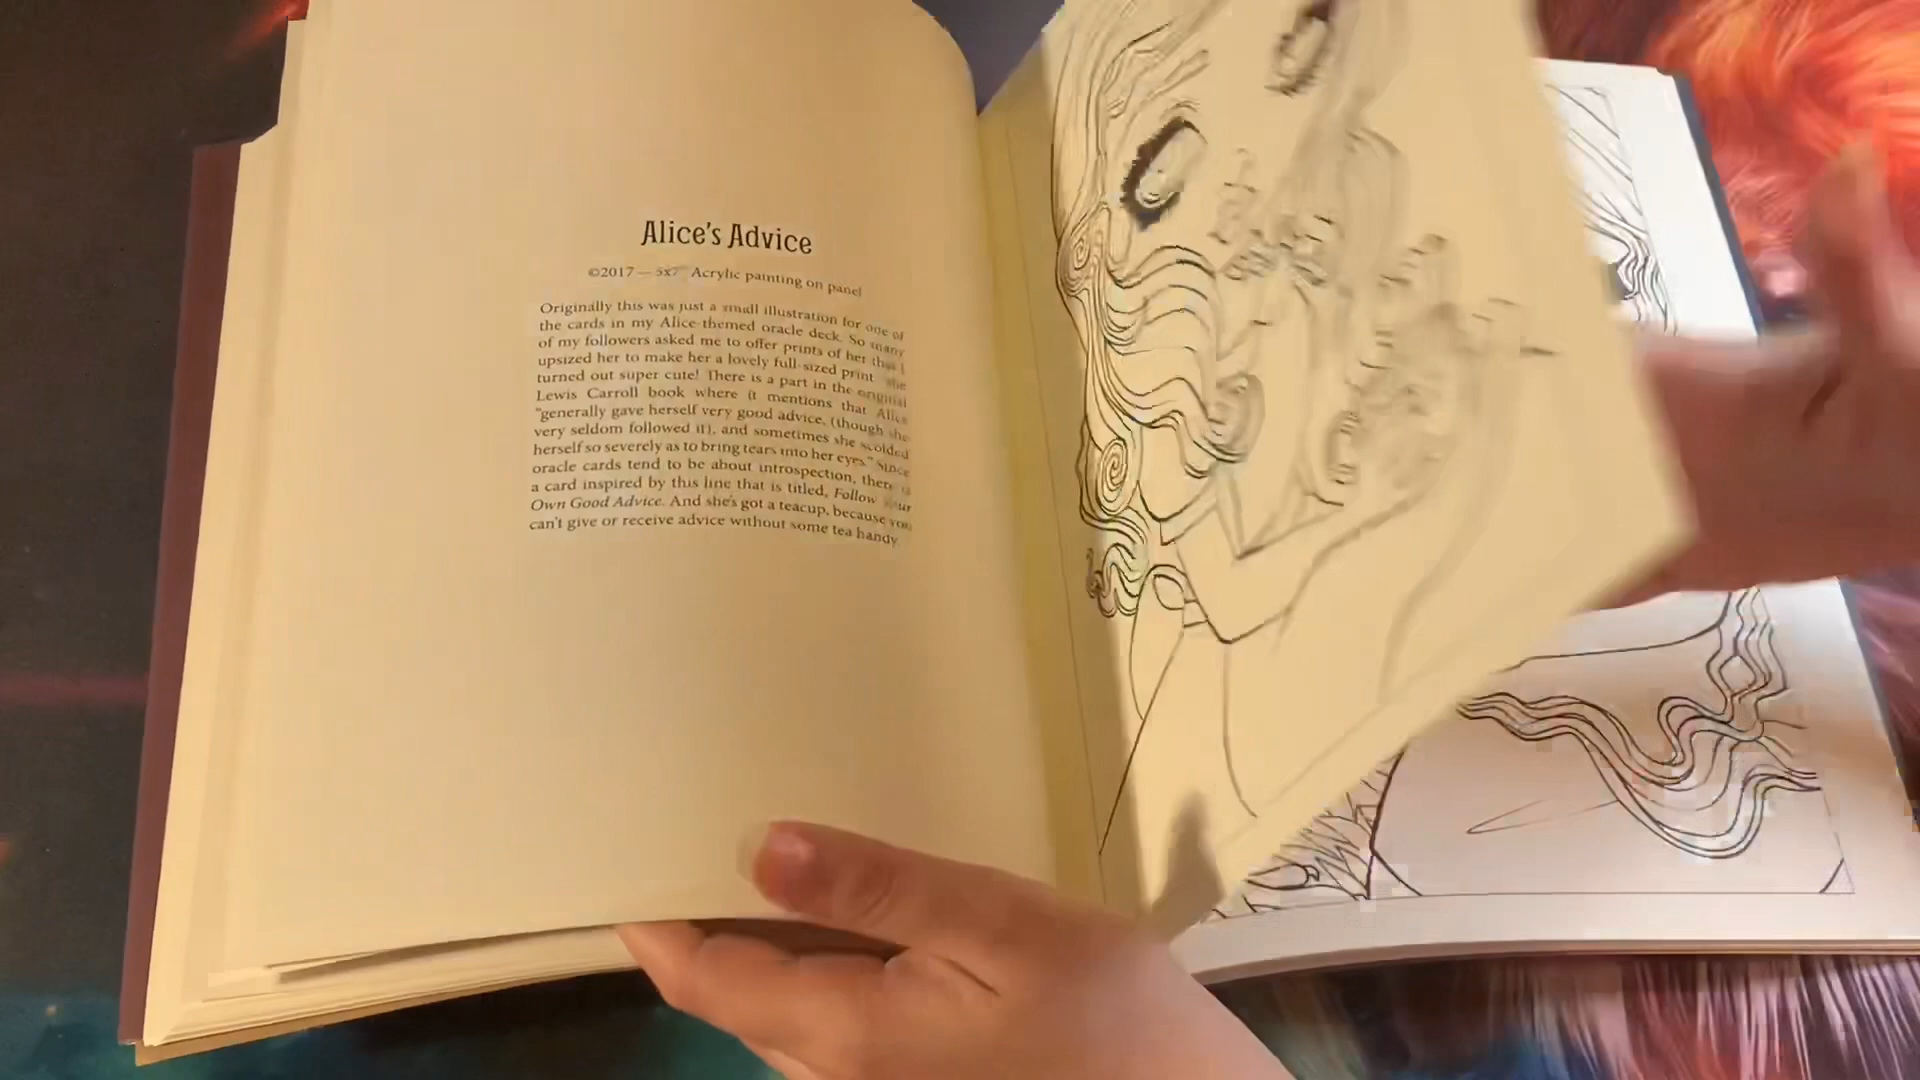 Alice's Advice
©2017 — 5x7" Acrylic painting on panel
Originally this was just a small illustration for one of
the cards in my Alice-themed oracle deck. So many
of my followers asked me to offer prints of her that I
upsized her to make her a lovely full-sized print she
turned out super cute! There is a part in the original
Lewis Carroll book where it mentions that Alice
"generally gave herself very good advice, (though she
very seldom followed it), and sometimes she scolded
herself so severely as to bring tears into her eyes." Since
oracle cards tend to be about introspection, there is
a card inspired by this line that is titled, Follow
Own Good Advice. And she's got a teacup, because you
can't give or receive advice without some tea handy.